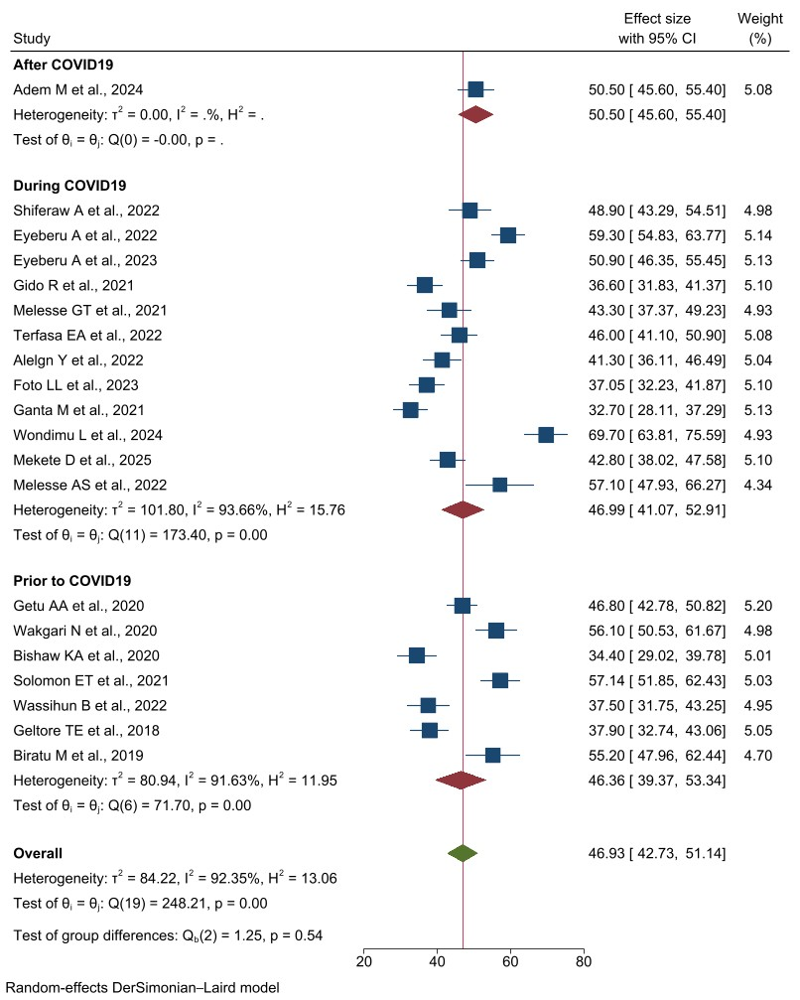 Effect size Weight
Study with 95% CI (%)
After COVID19
Adem M et al., 2024 50.50 [ 45.60, 55.40] 5.08
Heterogeneity: τ² = 0.00, I² = .%, H² = . 50.50 [ 45.60, 55.40]
Test of θᵢ = θⱼ: Q(0) = -0.00, p = .
During COVID19
Shiferaw A et al., 2022 48.90 [ 43.29, 54.51] 4.98
Eyeberu A et al., 2022 59.30 [ 54.83, 63.77] 5.14
Eyeberu A et al., 2023 50.90 [ 46.35, 55.45] 5.13
Gido R et al., 2021 36.60 [ 31.83, 41.37] 5.10
Melesse GT et al., 2021 43.30 [ 37.37, 49.23] 4.93
Terfasa EA et al., 2022 46.00 [ 41.10, 50.90] 5.08
Alelgn Y et al., 2022 41.30 [ 36.11, 46.49] 5.04
Foto LL et al., 2023 37.05 [ 32.23, 41.87] 5.10
Ganta M et al., 2021 32.70 [ 28.11, 37.29] 5.13
Wondimu L et al., 2024 69.70 [ 63.81, 75.59] 4.93
Mekete D et al., 2025 42.80 [ 38.02, 47.58] 5.10
Melesse AS et al., 2022 57.10 [ 47.93, 66.27] 4.34
Heterogeneity: τ² = 101.80, I² = 93.66%, H² = 15.76 46.99 [ 41.07, 52.91]
Test of θᵢ = θⱼ: Q(11) = 173.40, p = 0.00
Prior to COVID19
Getu AA et al., 2020 46.80 [ 42.78, 50.82] 5.20
Wakgari N et al., 2020 56.10 [ 50.53, 61.67] 4.98
Bishaw KA et al., 2020 34.40 [ 29.02, 39.78] 5.01
Solomon ET et al., 2021 57.14 [ 51.85, 62.43] 5.03
Wassihun B et al., 2022 37.50 [ 31.75, 43.25] 4.95
Geltore TE et al., 2018 37.90 [ 32.74, 43.06] 5.05
Biratu M et al., 2019 55.20 [ 47.96, 62.44] 4.70
Heterogeneity: τ² = 80.94, I² = 91.63%, H² = 11.95 46.36 [ 39.37, 53.34]
Test of θᵢ = θⱼ: Q(6) = 71.70, p = 0.00
Overall 46.93 [ 42.73, 51.14]
Heterogeneity: τ² = 84.22, I² = 92.35%, H² = 13.06
Test of θᵢ = θⱼ: Q(19) = 248.21, p = 0.00
Test of group differences: Q_b(2) = 1.25, p = 0.54
20 40 60 80
Random-effects DerSimonian–Laird model